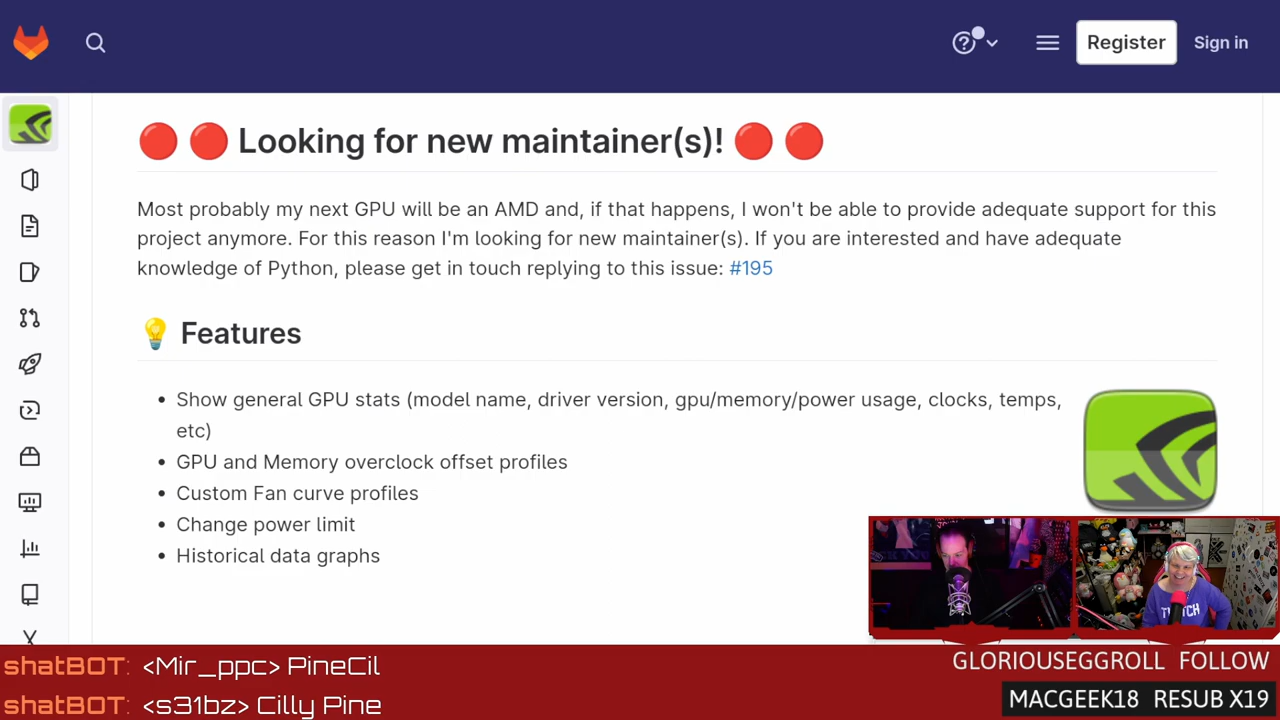 Register
Sign in
🔴 🔴 Looking for new maintainer(s)! 🔴 🔴
Most probably my next GPU will be an AMD and, if that happens, I won't be able to provide adequate support for this
project anymore. For this reason I'm looking for new maintainer(s). If you are interested and have adequate
knowledge of Python, please get in touch replying to this issue: #195
💡 Features
• Show general GPU stats (model name, driver version, gpu/memory/power usage, clocks, temps,
etc)
• GPU and Memory overclock offset profiles
• Custom Fan curve profiles
• Change power limit
• Historical data graphs
TWITCH
shatBOT: <Mir_ppc> PineCil
shatBOT: <s31bz> Cilly Pine
GLORIOUSEGGROLL FOLLOW
MACGEEK18 RESUB X19